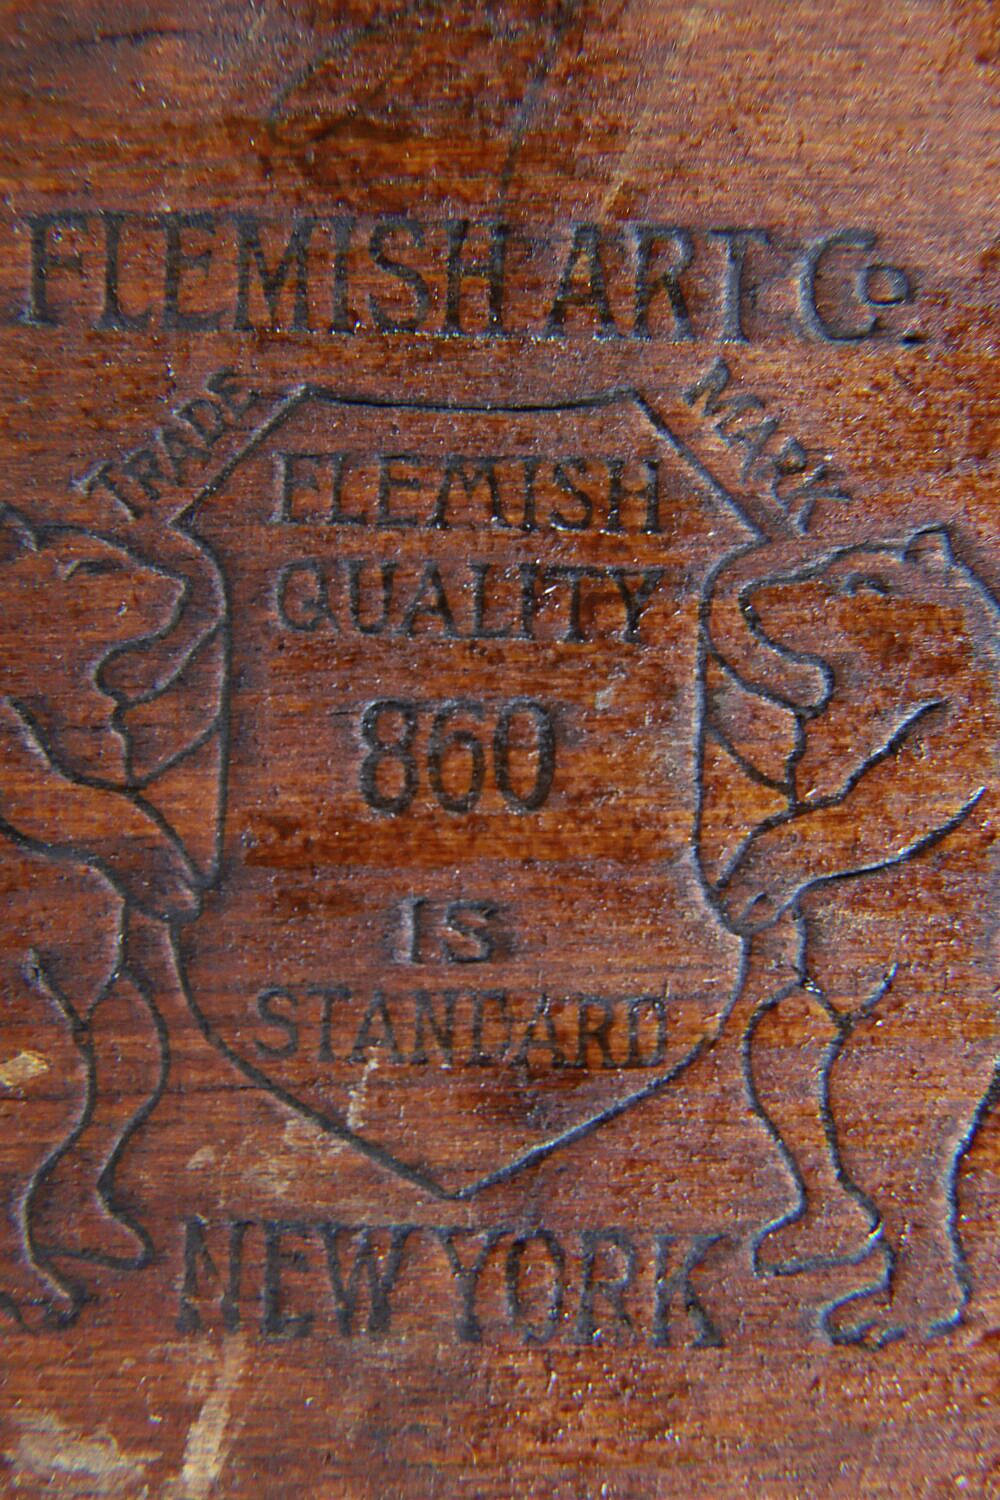 FLEMISH ART Co.
TRADE MARK
FLEMISH
QUALITY
860
IS
STANDARD
NEW YORK